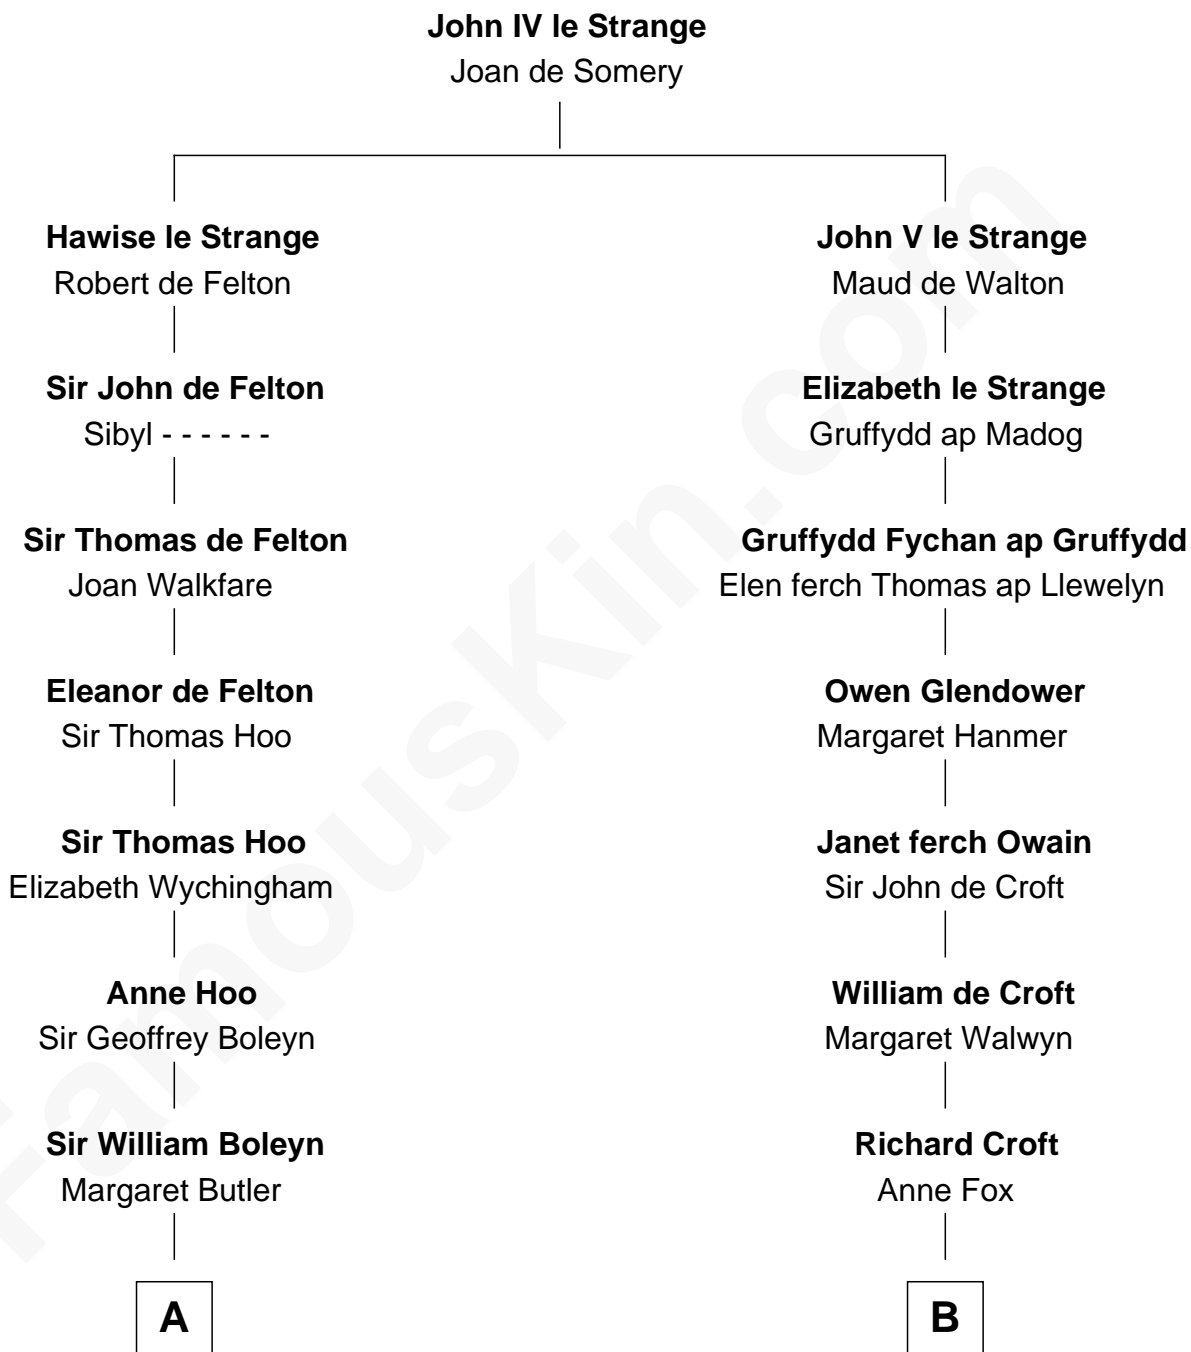 John IV le Strange
Joan de Somery
Hawise le Strange
Robert de Felton
John V le Strange
Maud de Walton
Sir John de Felton
Sibyl - - - - - -
Elizabeth le Strange
Gruffydd ap Madog
Sir Thomas de Felton
Joan Walkfare
Gruffydd Fychan ap Gruffydd
Elen ferch Thomas ap Llewelyn
Eleanor de Felton
Sir Thomas Hoo
Owen Glendower
Margaret Hanmer
Sir Thomas Hoo
Elizabeth Wychingham
Janet ferch Owain
Sir John de Croft
Anne Hoo
Sir Geoffrey Boleyn
William de Croft
Margaret Walwyn
Sir William Boleyn
Margaret Butler
Richard Croft
Anne Fox
A
B
FamousKin.com